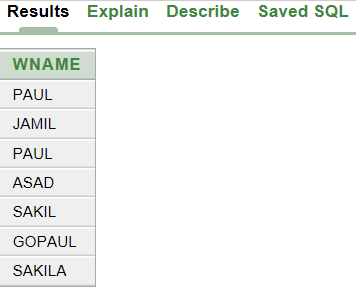 Results Explain Describe Saved SQL
WNAME
PAUL
JAMIL
PAUL
ASAD
SAKIL
GOPAUL
SAKILA